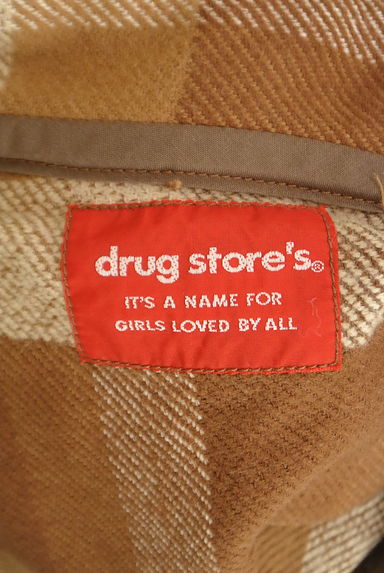 drug store's®
IT'S A NAME FOR
GIRLS LOVED BY ALL